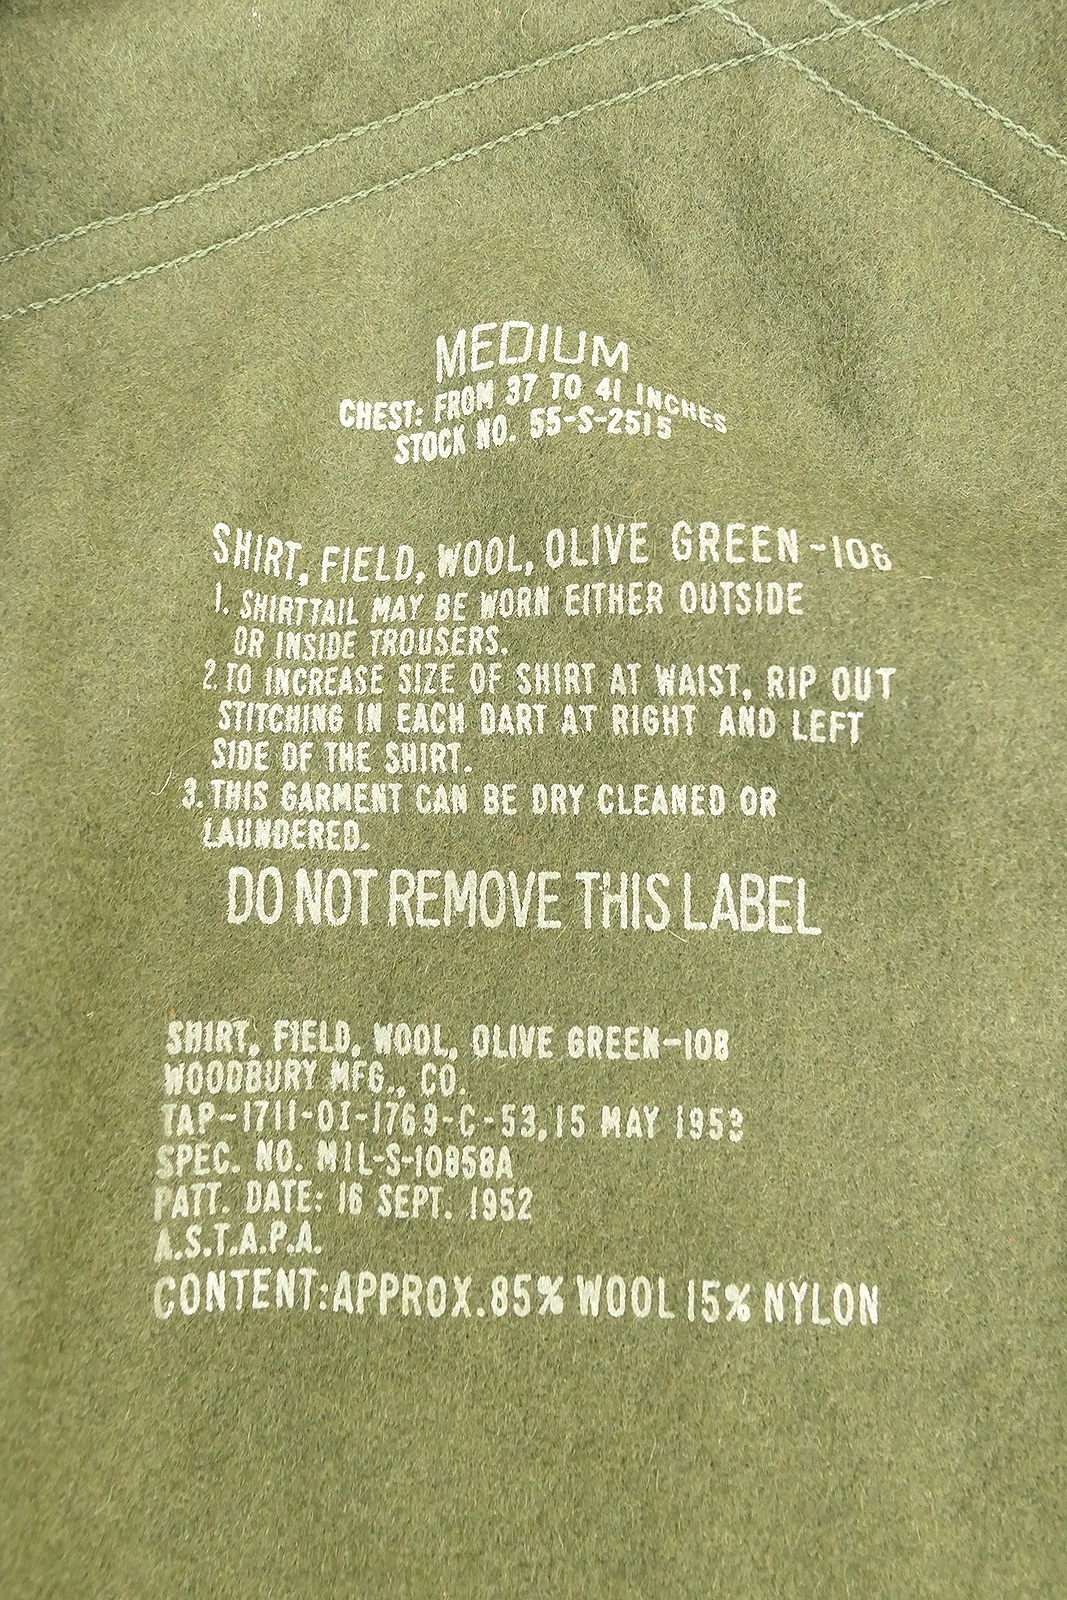 MEDIUM
CHEST: FROM 37 TO 41 INCHES
STOCK NO. 55-S-2515
SHIRT, FIELD, WOOL, OLIVE GREEN-108
1. SHIRTTAIL MAY BE WORN EITHER OUTSIDE
OR INSIDE TROUSERS.
2. TO INCREASE SIZE OF SHIRT AT WAIST, RIP OUT
STITCHING IN EACH DART AT RIGHT AND LEFT
SIDE OF THE SHIRT.
3. THIS GARMENT CAN BE DRY CLEANED OR
LAUNDERED.
DO NOT REMOVE THIS LABEL
SHIRT, FIELD, WOOL, OLIVE GREEN-108
WOODBURY MFG., CO.
TAP-1711-OI-1769-C-53, 15 MAY 1953
SPEC. NO. MIL-S-10858A
PATT. DATE: 16 SEPT. 1952
A.S.T.A.P.A.
CONTENT: APPROX. 85% WOOL 15% NYLON